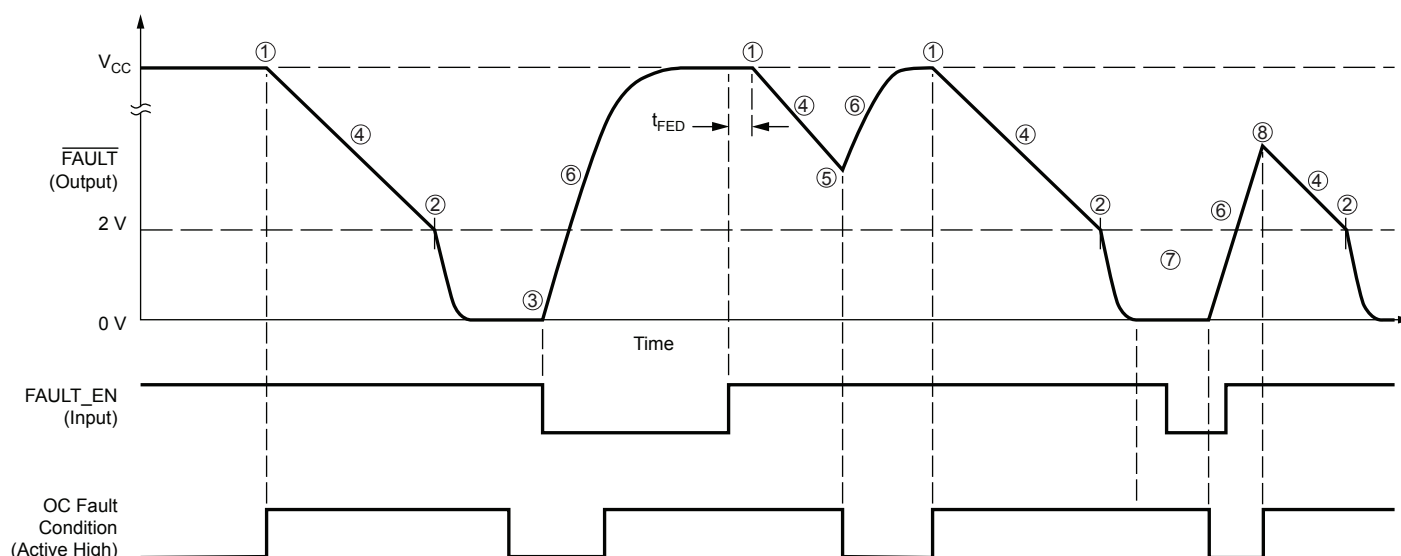 ① ① ①
V_CC
⑧
④ ④ ⑥ ④
t_FED
FAULT
(Output)
⑥ ⑤ ④
② ② ⑥ ②
2 V
⑦
③
0 V
Time
FAULT_EN
(Input)
OC Fault
Condition
(Active High)